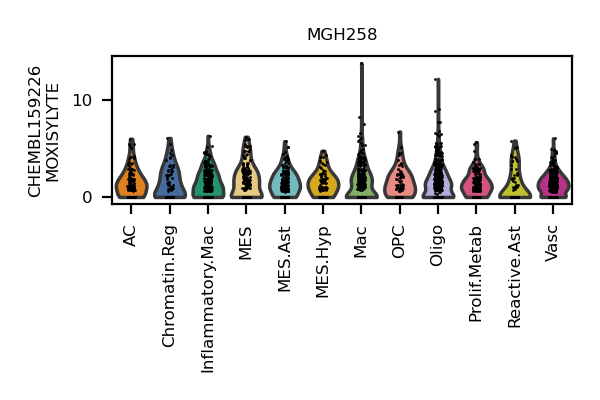 MGH258
CHEMBL159226
MOXISYLYTE
10
0
AC
Chromatin.Reg
Inflammatory.Mac
MES
MES.Ast
MES.Hyp
Mac
OPC
Oligo
Prolif.Metab
Reactive.Ast
Vasc